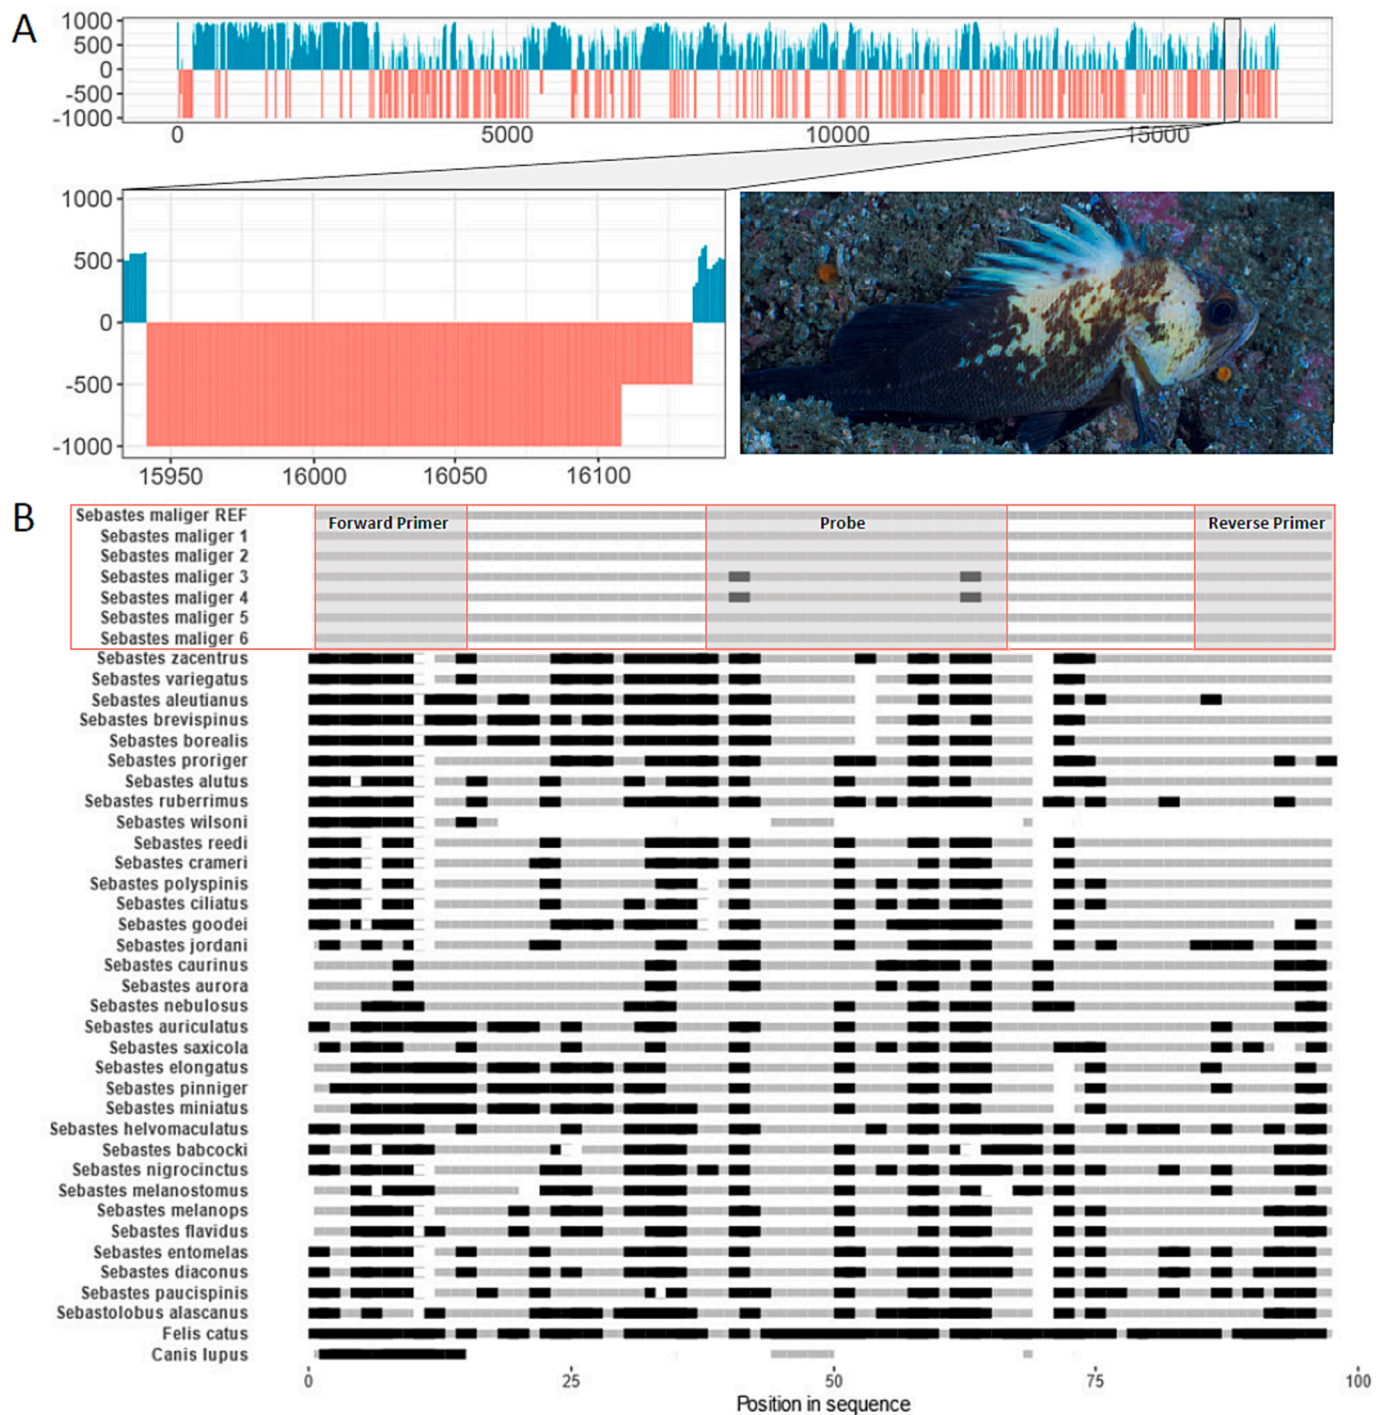 A
1000
500
0
-500
-1000
0 5000 10000 15000
1000
500
0
-500
-1000
15950 16000 16050 16100
B
Sebastes maliger REF
Forward Primer Probe Reverse Primer
Sebastes maliger 1
Sebastes maliger 2
Sebastes maliger 3
Sebastes maliger 4
Sebastes maliger 5
Sebastes maliger 6
Sebastes zacentrus
Sebastes variegatus
Sebastes aleutianus
Sebastes brevispinus
Sebastes borealis
Sebastes proriger
Sebastes alutus
Sebastes ruberrimus
Sebastes wilsoni
Sebastes reedi
Sebastes crameri
Sebastes polyspinis
Sebastes ciliatus
Sebastes goodei
Sebastes jordani
Sebastes caurinus
Sebastes aurora
Sebastes nebulosus
Sebastes auriculatus
Sebastes saxicola
Sebastes elongatus
Sebastes pinniger
Sebastes miniatus
Sebastes helvomaculatus
Sebastes babcocki
Sebastes nigrocinctus
Sebastes melanostomus
Sebastes melanops
Sebastes flavidus
Sebastes entomelas
Sebastes diaconus
Sebastes paucispinis
Sebastolobus alascanus
Felis catus
Canis lupus
0 25 50 75 100
Position in sequence